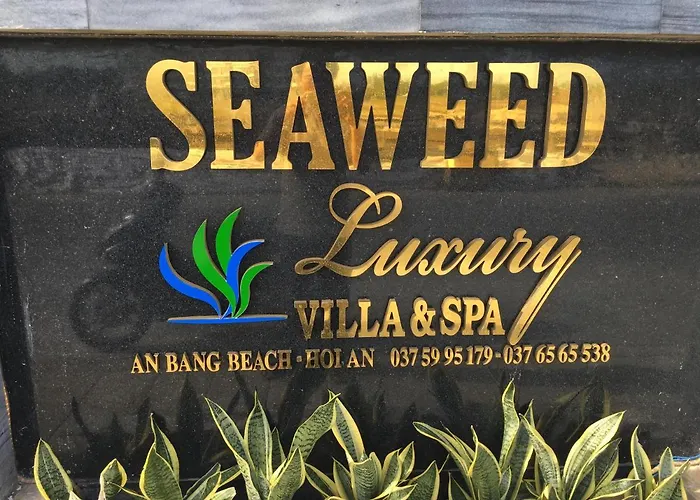 SEAWEED
Luxury
VILLA & SPA
AN BANG BEACH - HOI AN 037 59 95 179 - 037 65 65 538